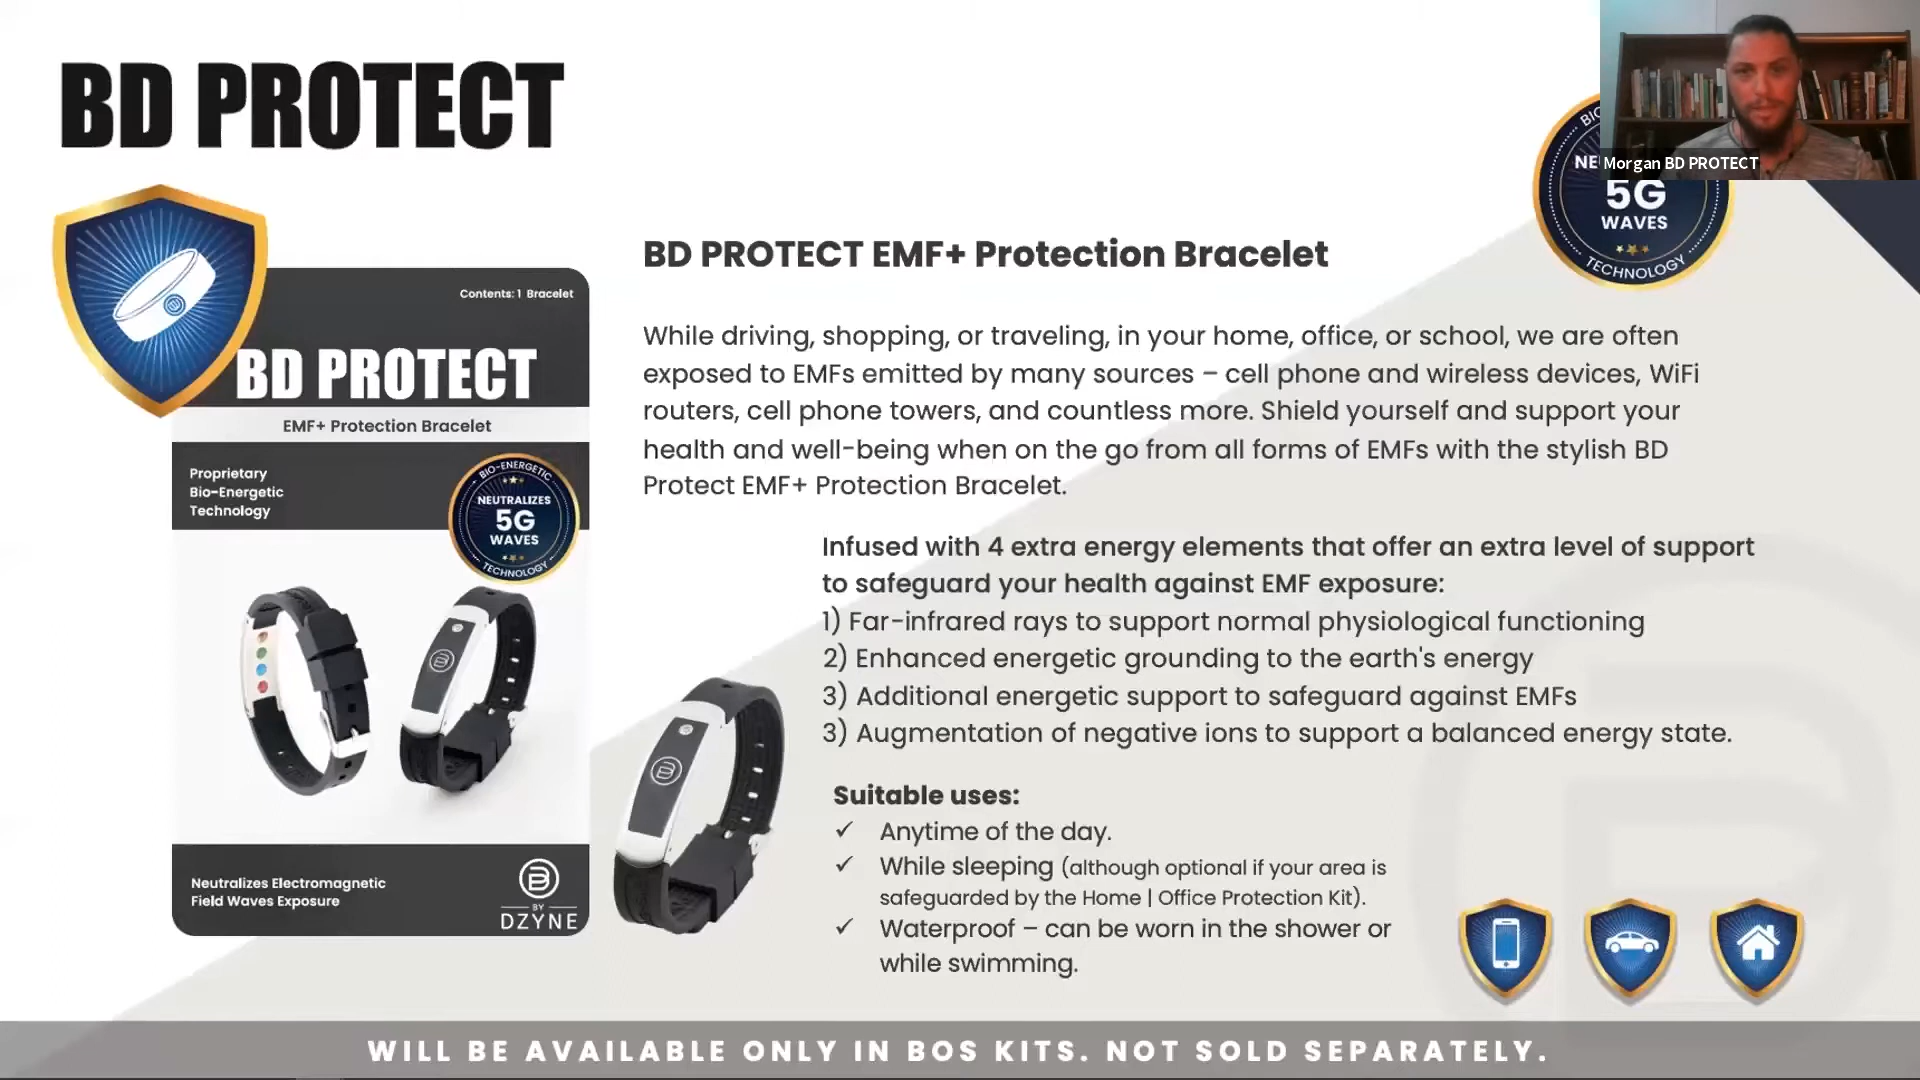 BD PROTECT
Morgan BD PROTECT
5G
WAVES
TECHNOLOGY
BD PROTECT EMF+ Protection Bracelet
While driving, shopping, or traveling, in your home, office, or school, we are often
exposed to EMFs emitted by many sources – cell phone and wireless devices, WiFi
routers, cell phone towers, and countless more. Shield yourself and support your
health and well-being when on the go from all forms of EMFs with the stylish BD
Protect EMF+ Protection Bracelet.
Contents: 1 Bracelet
BD PROTECT
EMF+ Protection Bracelet
Proprietary
Bio-Energetic
Technology
BIO-ENERGETIC
NEUTRALIZES
5G
WAVES
TECHNOLOGY
Neutralizes Electromagnetic
Field Waves Exposure
BY
DZYNE
Infused with 4 extra energy elements that offer an extra level of support
to safeguard your health against EMF exposure:
1) Far-infrared rays to support normal physiological functioning
2) Enhanced energetic grounding to the earth's energy
3) Additional energetic support to safeguard against EMFs
3) Augmentation of negative ions to support a balanced energy state.
Suitable uses:
✓ Anytime of the day.
✓ While sleeping (although optional if your area is
safeguarded by the Home | Office Protection Kit).
✓ Waterproof – can be worn in the shower or
while swimming.
WILL BE AVAILABLE ONLY IN BOS KITS. NOT SOLD SEPARATELY.